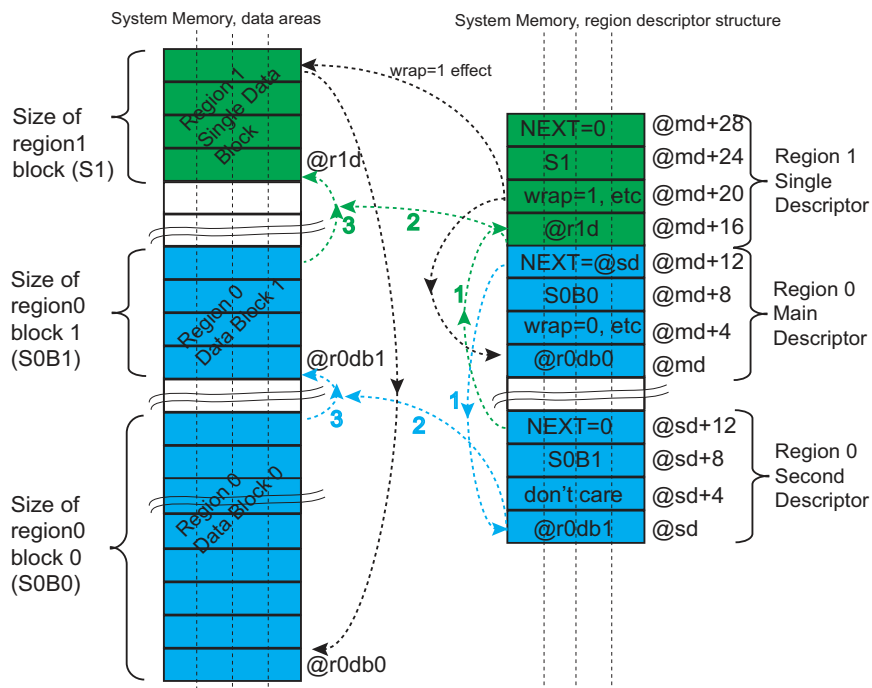 System Memory, data areas
System Memory, region descriptor structure
wrap=1 effect
Size of
region1
block (S1)
Region 1
Single Data
Block
@r1d
3
2
Size of
region0
block 1
(S0B1)
Region 0
Data Block 1
@r0db1
3
2
Size of
region0
block 0
(S0B0)
Region 0
Data Block 0
@r0db0
1
1
NEXT=0
@md+28
S1
@md+24
wrap=1, etc
@md+20
@r1d
@md+16
Region 1
Single
Descriptor
NEXT=@sd
@md+12
S0B0
@md+8
wrap=0, etc
@md+4
@r0db0
@md
Region 0
Main
Descriptor
NEXT=0
@sd+12
S0B1
@sd+8
don't care
@sd+4
@r0db1
@sd
Region 0
Second
Descriptor